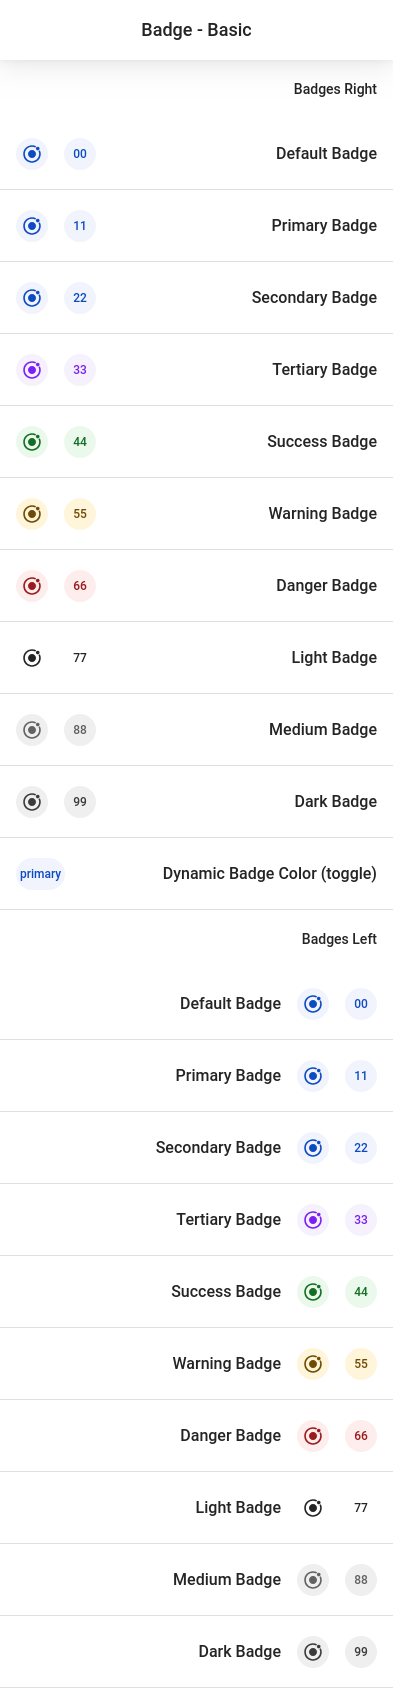 Badge - Basic
Badges Right
00 Default Badge
11 Primary Badge
22 Secondary Badge
33 Tertiary Badge
44 Success Badge
55 Warning Badge
66 Danger Badge
77 Light Badge
88 Medium Badge
99 Dark Badge
primary Dynamic Badge Color (toggle)
Badges Left
Default Badge 00
Primary Badge 11
Secondary Badge 22
Tertiary Badge 33
Success Badge 44
Warning Badge 55
Danger Badge 66
Light Badge 77
Medium Badge 88
Dark Badge 99